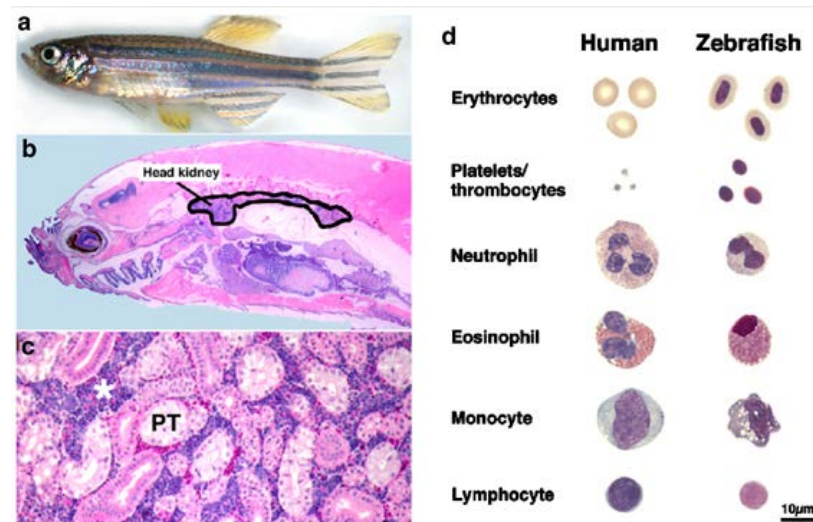 a
b
Head kidney
c
*
PT
d
Human Zebrafish
Erythrocytes
Platelets/
thrombocytes
Neutrophil
Eosinophil
Monocyte
Lymphocyte
10μm